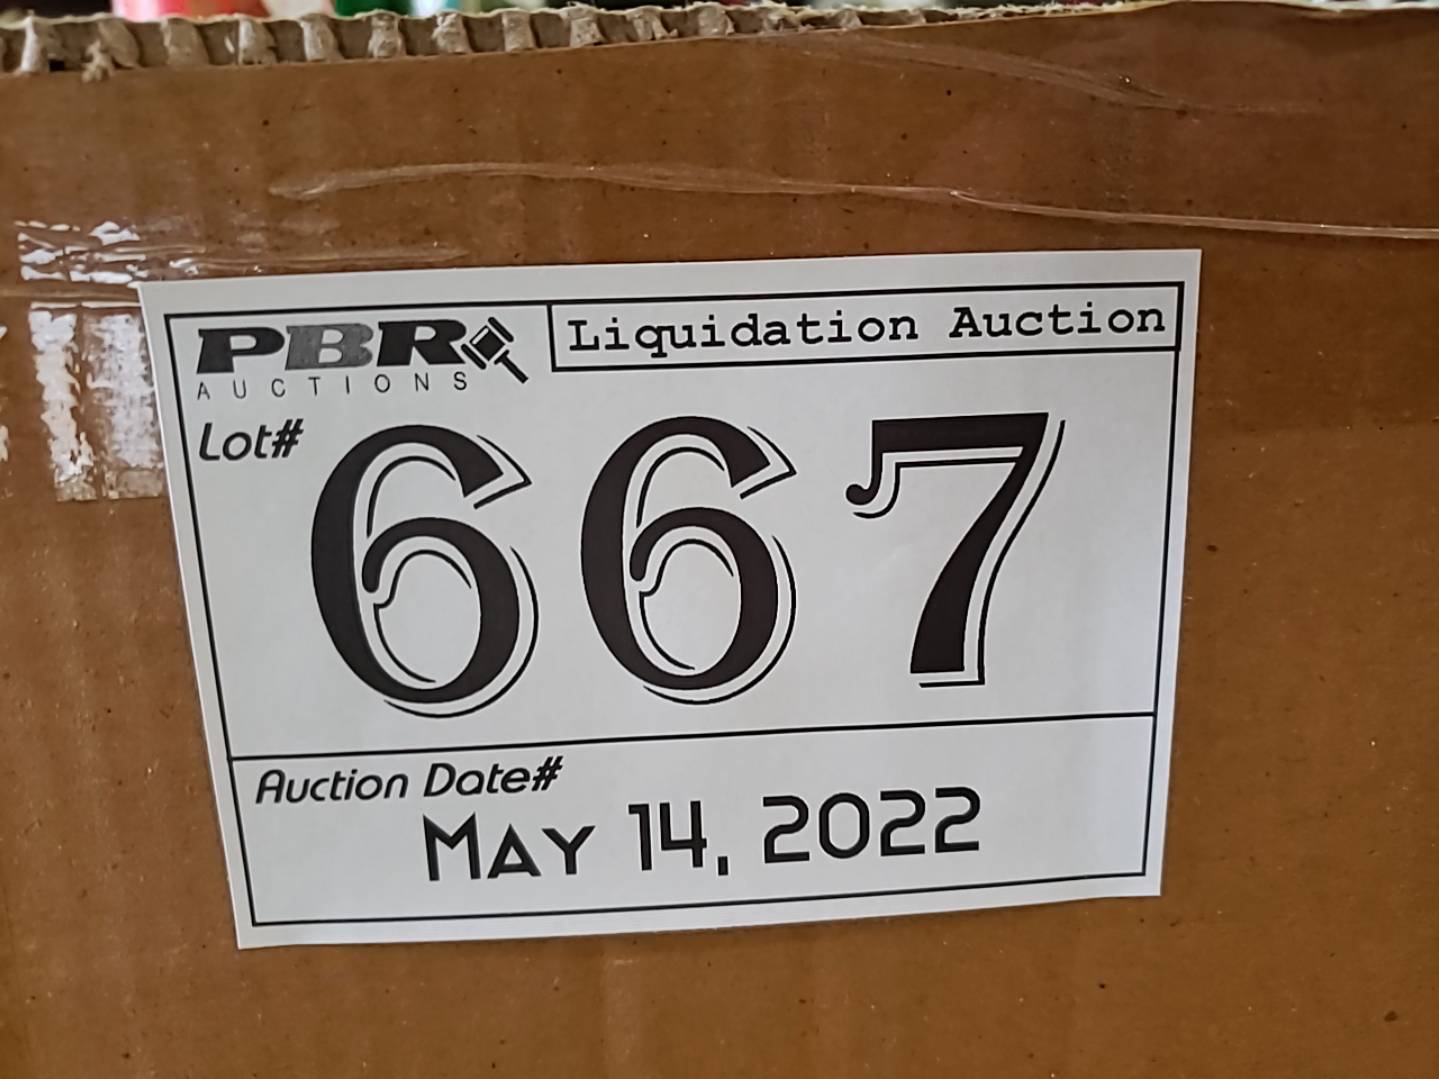 PBR
AUCTIONS
Liquidation Auction
Lot#
667
Auction Date#
May 14, 2022